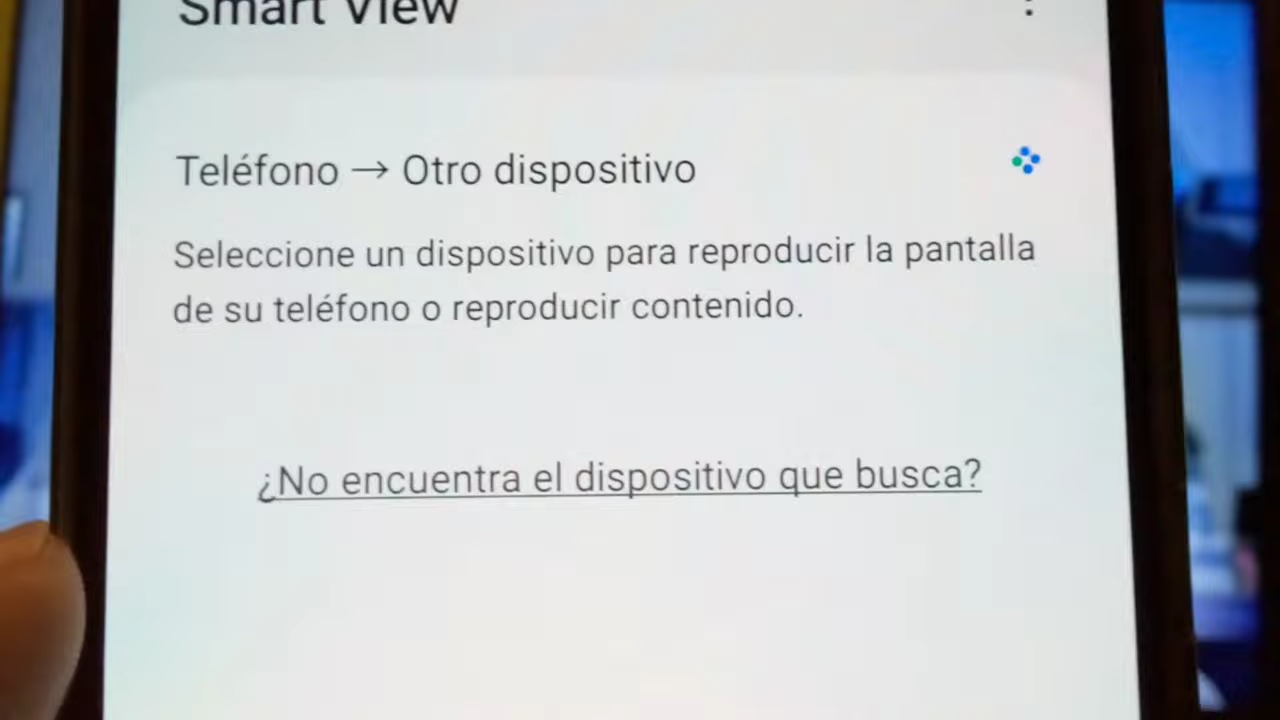 Smart View
Teléfono → Otro dispositivo
Seleccione un dispositivo para reproducir la pantalla
de su teléfono o reproducir contenido.
¿No encuentra el dispositivo que busca?